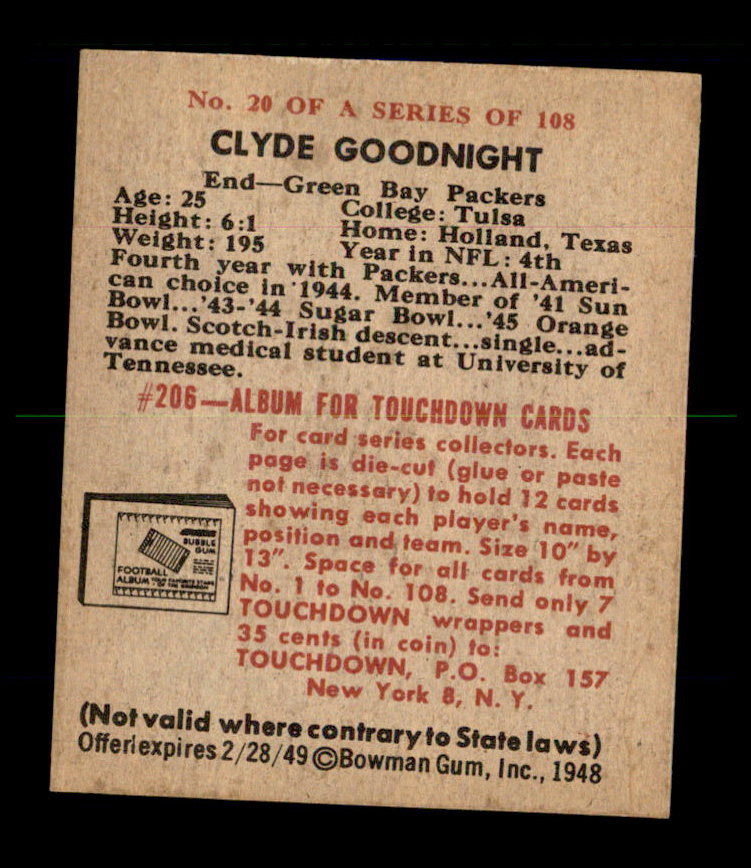 No. 20 OF A SERIES OF 108
CLYDE GOODNIGHT
End—Green Bay Packers
Age: 25 College: Tulsa
Height: 6:1 Home: Holland, Texas
Weight: 195 Year in NFL: 4th
Fourth year with Packers...All-Ameri-
can choice in 1944. Member of '41 Sun
Bowl...'43-'44 Sugar Bowl...'45 Orange
Bowl. Scotch-Irish descent...single...ad-
vance medical student at University of
Tennessee.
#206—ALBUM FOR TOUCHDOWN CARDS
For card series collectors. Each
page is die-cut (glue or paste
not necessary) to hold 12 cards
showing each player's name,
position and team. Size 10" by
13". Space for all cards from
No. 1 to No. 108. Send only 7
TOUCHDOWN wrappers and
35 cents (in coin) to:
TOUCHDOWN, P.O. Box 157
New York 8, N. Y.
BUBBLE
GUM
FOOTBALL
ALBUM
(Not valid where contrary to State laws)
Offer expires 2/28/49 ©Bowman Gum, Inc., 1948